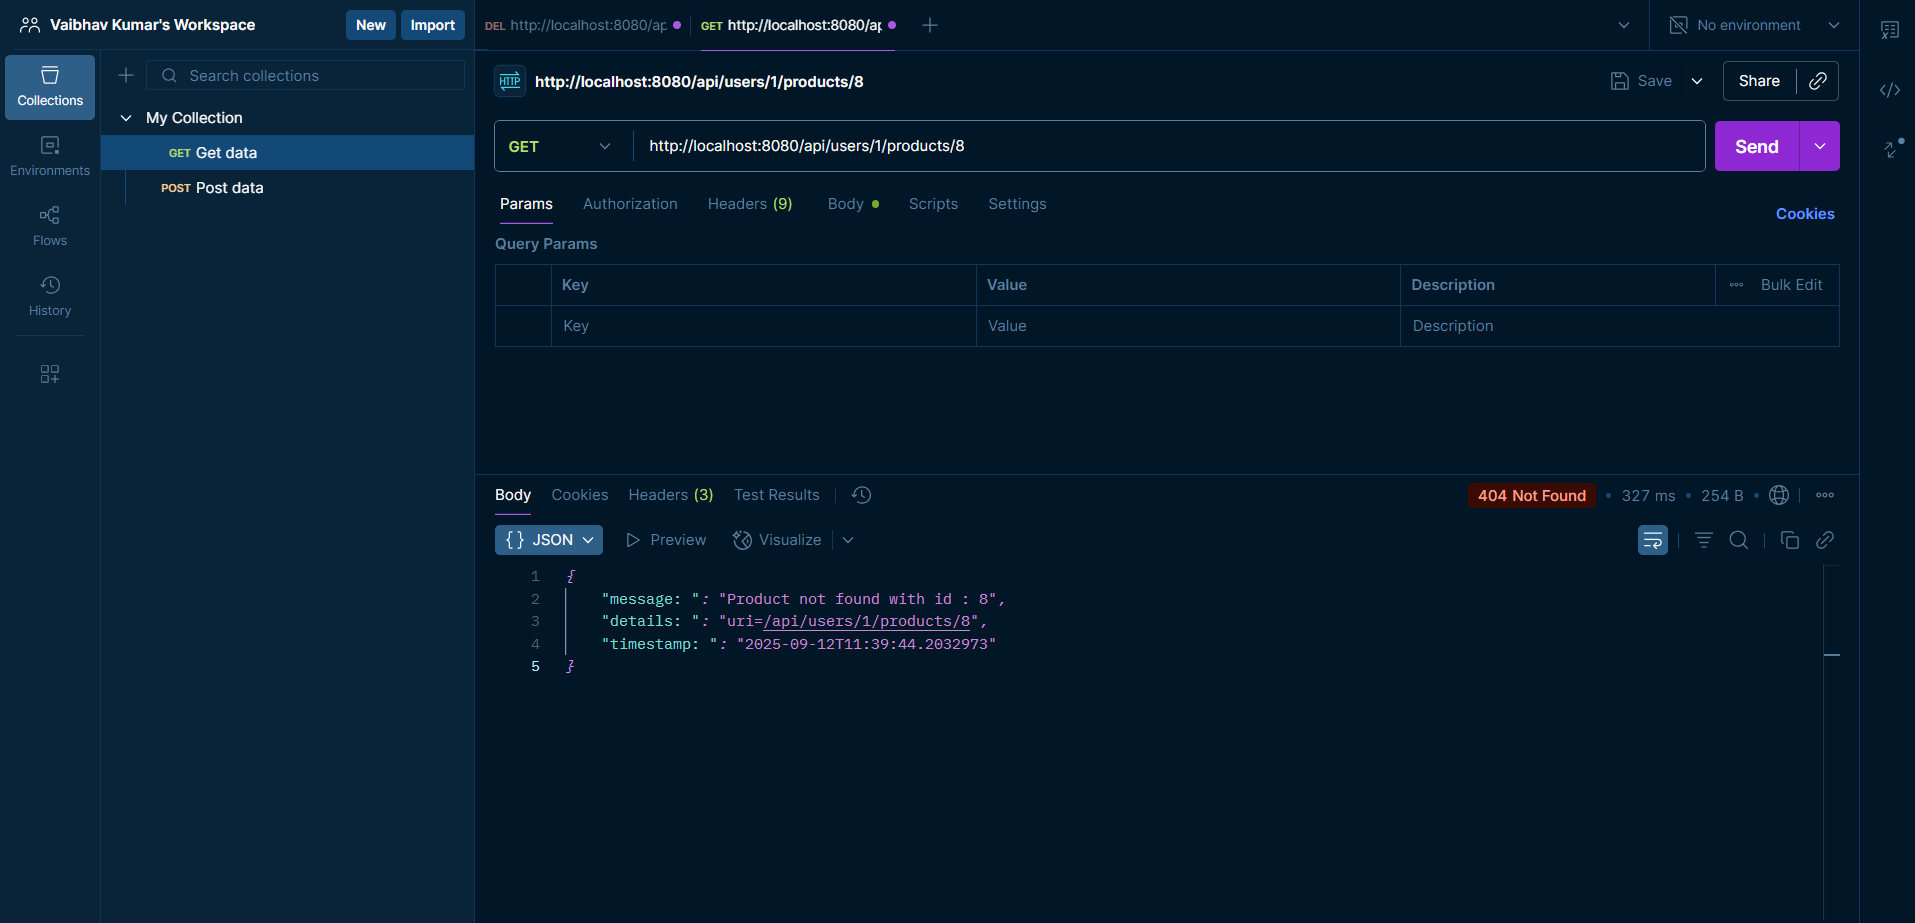 Vaibhav Kumar's Workspace
New
Import
DEL http://localhost:8080/ap
GET http://localhost:8080/ap
No environment
Collections
Environments
Flows
History
Search collections
My Collection
GET Get data
POST Post data
HTTP
http://localhost:8080/api/users/1/products/8
Save
Share
GET
http://localhost:8080/api/users/1/products/8
Send
Params
Authorization
Headers (9)
Body
Scripts
Settings
Cookies
Query Params
Key
Value
Description
Bulk Edit
Key
Value
Description
Body
Cookies
Headers (3)
Test Results
404 Not Found
327 ms
254 B
{} JSON
Preview
Visualize
1 {
2 "message: ": "Product not found with id : 8",
3 "details: ": "uri=/api/users/1/products/8",
4 "timestamp: ": "2025-09-12T11:39:44.2032973"
5 }